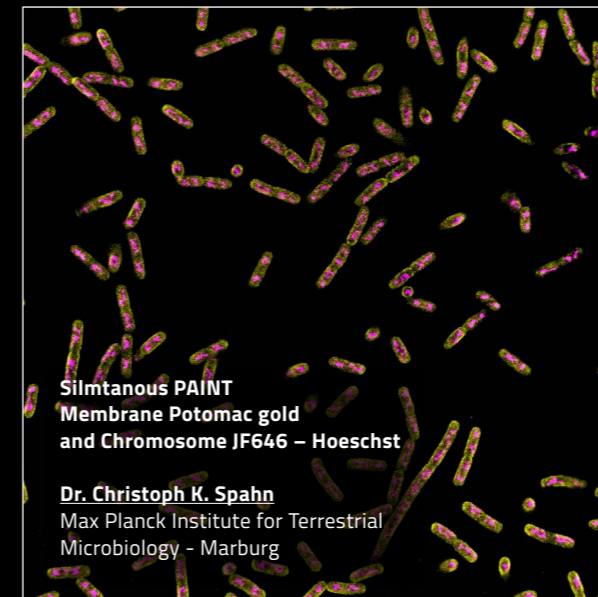 Silmtanous PAINT
Membrane Potomac gold
and Chromosome JF646 – Hoeschst
Dr. Christoph K. Spahn
Max Planck Institute for Terrestrial
Microbiology - Marburg